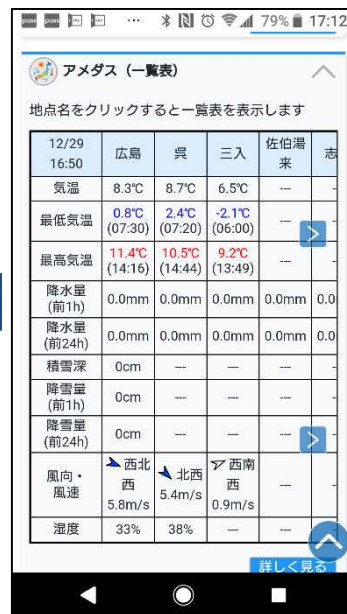 79% 17:12
アメダス（一覧表）
地点名をクリックすると一覧表を表示します
12/29 16:50 広島 呉 三入 佐伯湯来 志
気温 8.3℃ 8.7℃ 6.5℃ --- -
最低気温 0.8℃ (07:30) 2.4℃ (07:20) -2.1℃ (06:00) --- -
最高気温 11.4℃ (14:16) 10.5℃ (14:44) 9.2℃ (13:49) --- -
降水量 (前1h) 0.0mm 0.0mm 0.0mm 0.0mm 0.0
降水量 (前24h) 0.0mm 0.0mm 0.0mm 0.0mm 0.0
積雪深 0cm --- --- --- -
降雪量 (前1h) 0cm --- --- --- -
降雪量 (前24h) 0cm --- --- --- -
風向・風速 西北西 5.8m/s 北西 5.4m/s 西南西 0.9m/s --- -
湿度 33% 38% --- --- -
詳しく見る